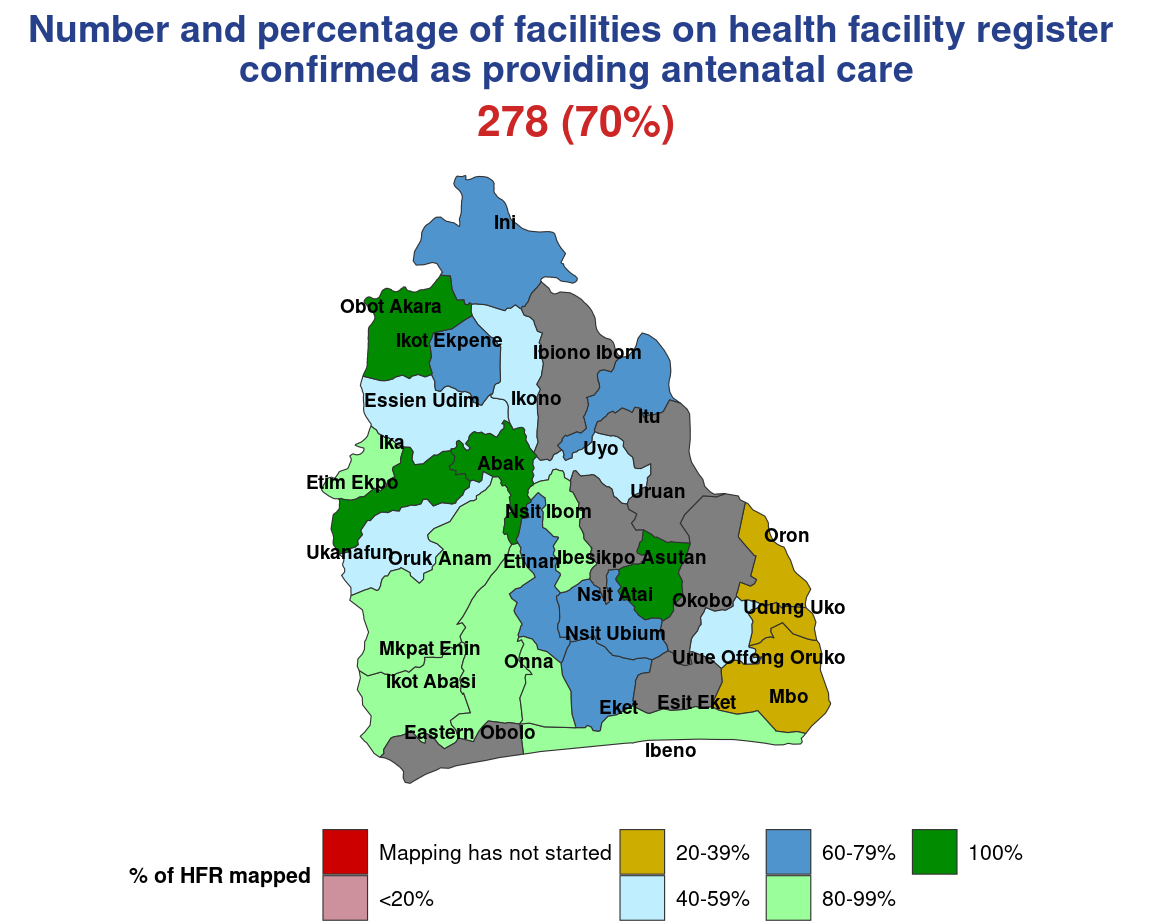 Number and percentage of facilities on health facility register
confirmed as providing antenatal care
278 (70%)
Ini
Obot Akara
Ikot Ekpene
Ibiono Ibom
Essien Udim
Ikono
Itu
Ika
Uyo
Abak
Etim Ekpo
Uruan
Nsit Ibom
Oron
Ukanafun
Oruk Anam
Etinan
Ibesikpo Asutan
Nsit Atai
Okobo
Udung Uko
Nsit Ubium
Mkpat Enin
Onna
Urue Offong Oruko
Ikot Abasi
Mbo
Esit Eket
Eket
Eastern Obolo
Ibeno
% of HFR mapped
Mapping has not started
<20%
20-39%
40-59%
60-79%
80-99%
100%